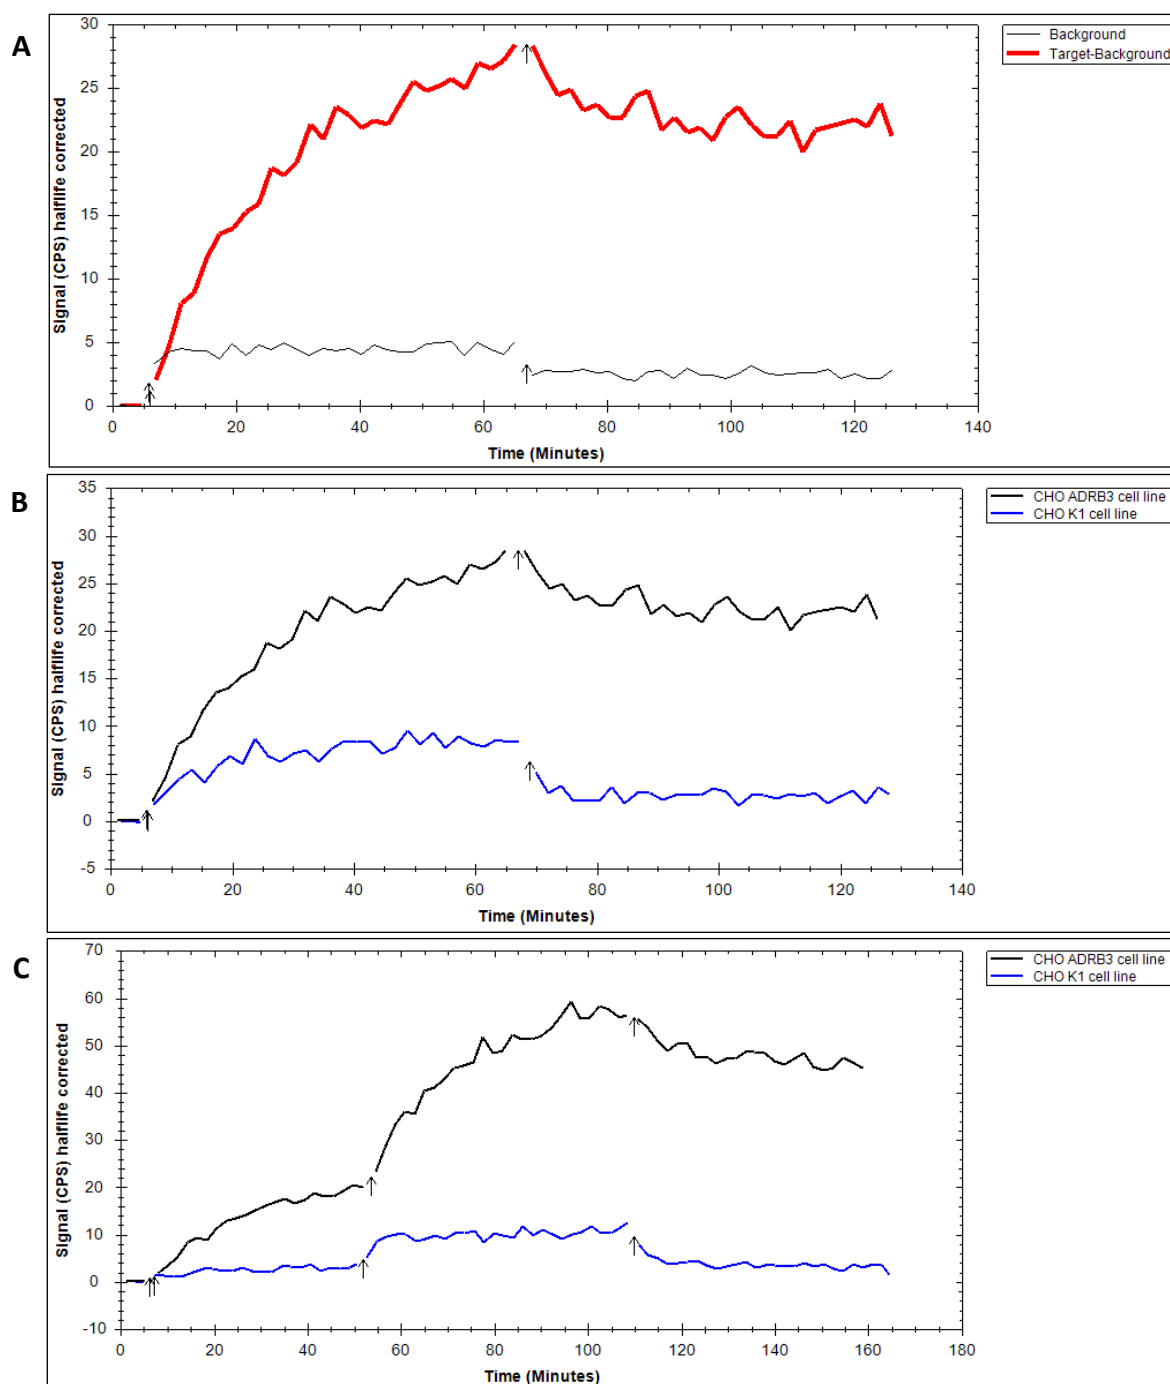 A
Signal (CPS) halflife corrected
30
25
20
15
10
5
0
0 20 40 60 80 100 120 140
Time (Minutes)
Background
Target-Background
B
Signal (CPS) halflife corrected
35
30
25
20
15
10
5
0
-5
0 20 40 60 80 100 120 140
Time (Minutes)
CHO ADRB3 cell line
CHO K1 cell line
C
Signal (CPS) halflife corrected
70
60
50
40
30
20
10
0
-10
0 20 40 60 80 100 120 140 160 180
Time (Minutes)
CHO ADRB3 cell line
CHO K1 cell line